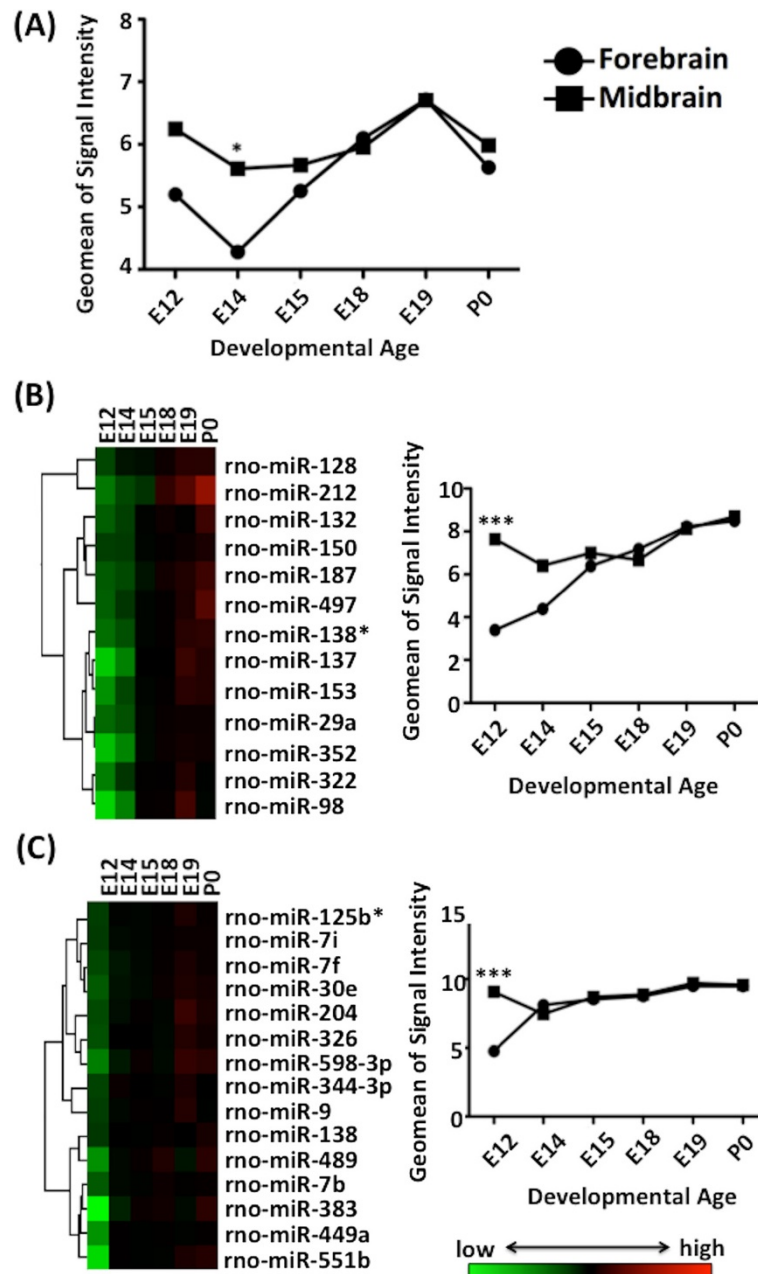 (A)
8
7
6
5
4
Geomean of Signal Intensity
*
E12
E14
E15
E18
E19
P0
Developmental Age
Forebrain
Midbrain
(B)
E12
E14
E15
E18
E19
P0
rno-miR-128
rno-miR-212
rno-miR-132
rno-miR-150
rno-miR-187
rno-miR-497
rno-miR-138*
rno-miR-137
rno-miR-153
rno-miR-29a
rno-miR-352
rno-miR-322
rno-miR-98
10
8
6
4
2
0
Geomean of Signal Intensity
***
E12
E14
E15
E18
E19
P0
Developmental Age
(C)
E12
E14
E15
E18
E19
P0
rno-miR-125b*
rno-miR-7i
rno-miR-7f
rno-miR-30e
rno-miR-204
rno-miR-326
rno-miR-598-3p
rno-miR-344-3p
rno-miR-9
rno-miR-138
rno-miR-489
rno-miR-7b
rno-miR-383
rno-miR-449a
rno-miR-551b
15
10
5
0
Geomean of Signal Intensity
***
E12
E14
E15
E18
E19
P0
Developmental Age
low high